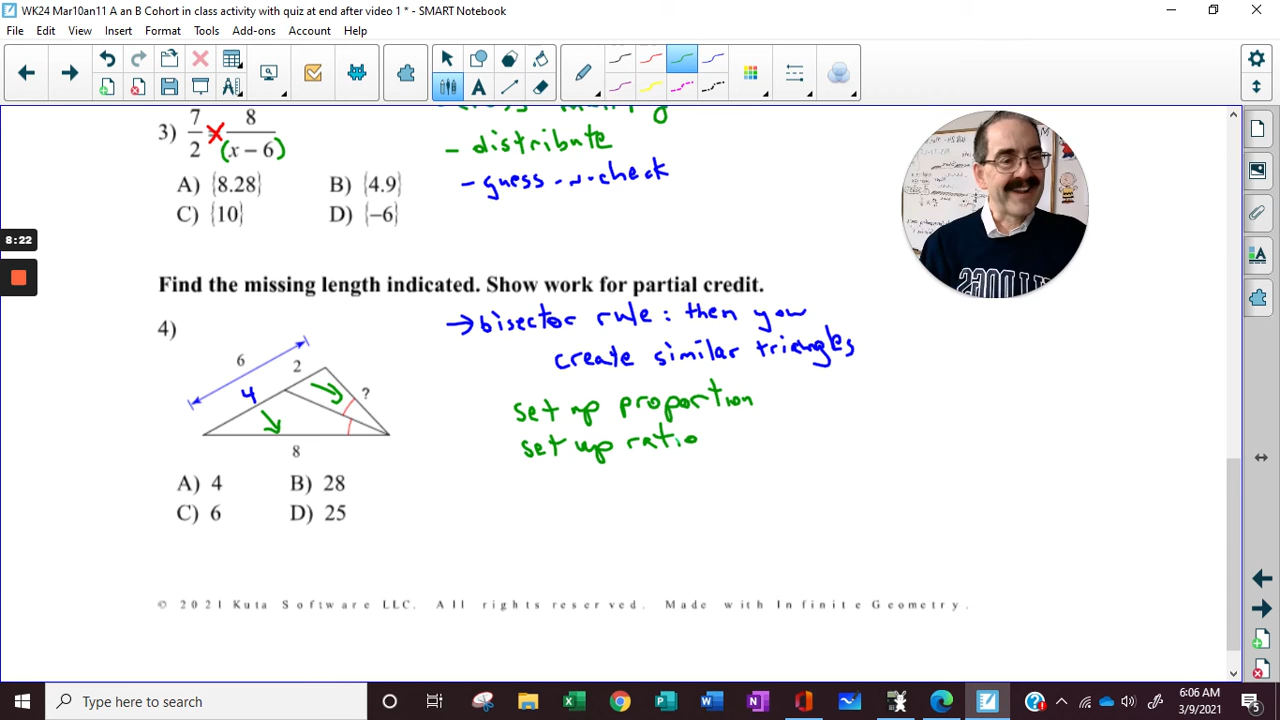 WK24 Mar10an11 A an B Cohort in class activity with quiz at end after video 1 * - SMART Notebook
File Edit View Insert Format Tools Add-ons Account Help
- distribute
- guess -n-check
3) 7/2 = 8/(x − 6)
A) {8.28} B) {4.9}
C) {10} D) {−6}
8:22
Find the missing length indicated. Show work for partial credit.
4)
→ bisector rule : then you
create similar triangles
6
2
4
?
8
set up proportion
set up ratio
A) 4 B) 28
C) 6 D) 25
© 2021 Kuta Software LLC. All rights reserved. Made with Infinite Geometry.
Type here to search
6:06 AM
3/9/2021
5